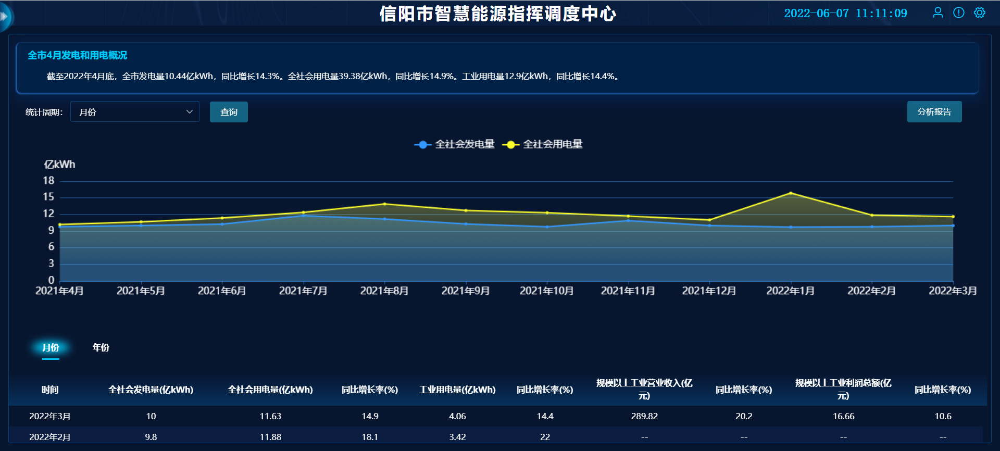 信阳市智慧能源指挥调度中心
2022-06-07 11:11:09
全市4月发电和用电概况
截至2022年4月底，全市发电量10.44亿kWh，同比增长14.3%。全社会用电量39.38亿kWh，同比增长14.9%。工业用电量12.9亿kWh，同比增长14.4%。
统计周期： 月份 查询 分析报告
全社会发电量 全社会用电量
亿kWh
18
15
12
9
6
3
0
2021年4月 2021年5月 2021年6月 2021年7月 2021年8月 2021年9月 2021年10月 2021年11月 2021年12月 2022年1月 2022年2月 2022年3月
月份 年份
时间 全社会发电量(亿kWh) 全社会用电量(亿kWh) 同比增长率(%) 工业用电量(亿kWh) 同比增长率(%) 规模以上工业营业收入(亿元) 同比增长率(%) 规模以上工业利润总额(亿元) 同比增长率(%)
2022年3月 10 11.63 14.9 4.06 14.4 289.82 20.2 16.66 10.6
2022年2月 9.8 11.88 18.1 3.42 22 -- -- -- --